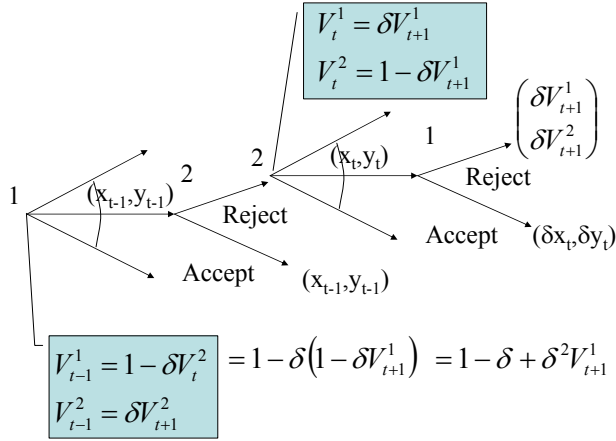 V_t^1 = δV_{t+1}^1
V_t^2 = 1 − δV_{t+1}^1
1
(x_{t-1},y_{t-1})
2
Reject
Accept
(x_{t-1},y_{t-1})
2
(x_t,y_t)
1
(δV_{t+1}^1
δV_{t+1}^2)
Reject
Accept
(δx_t,δy_t)
V_{t-1}^1 = 1 − δV_t^2 = 1 − δ(1 − δV_{t+1}^1) = 1 − δ + δ^2V_{t+1}^1
V_{t-1}^2 = δV_{t+1}^2